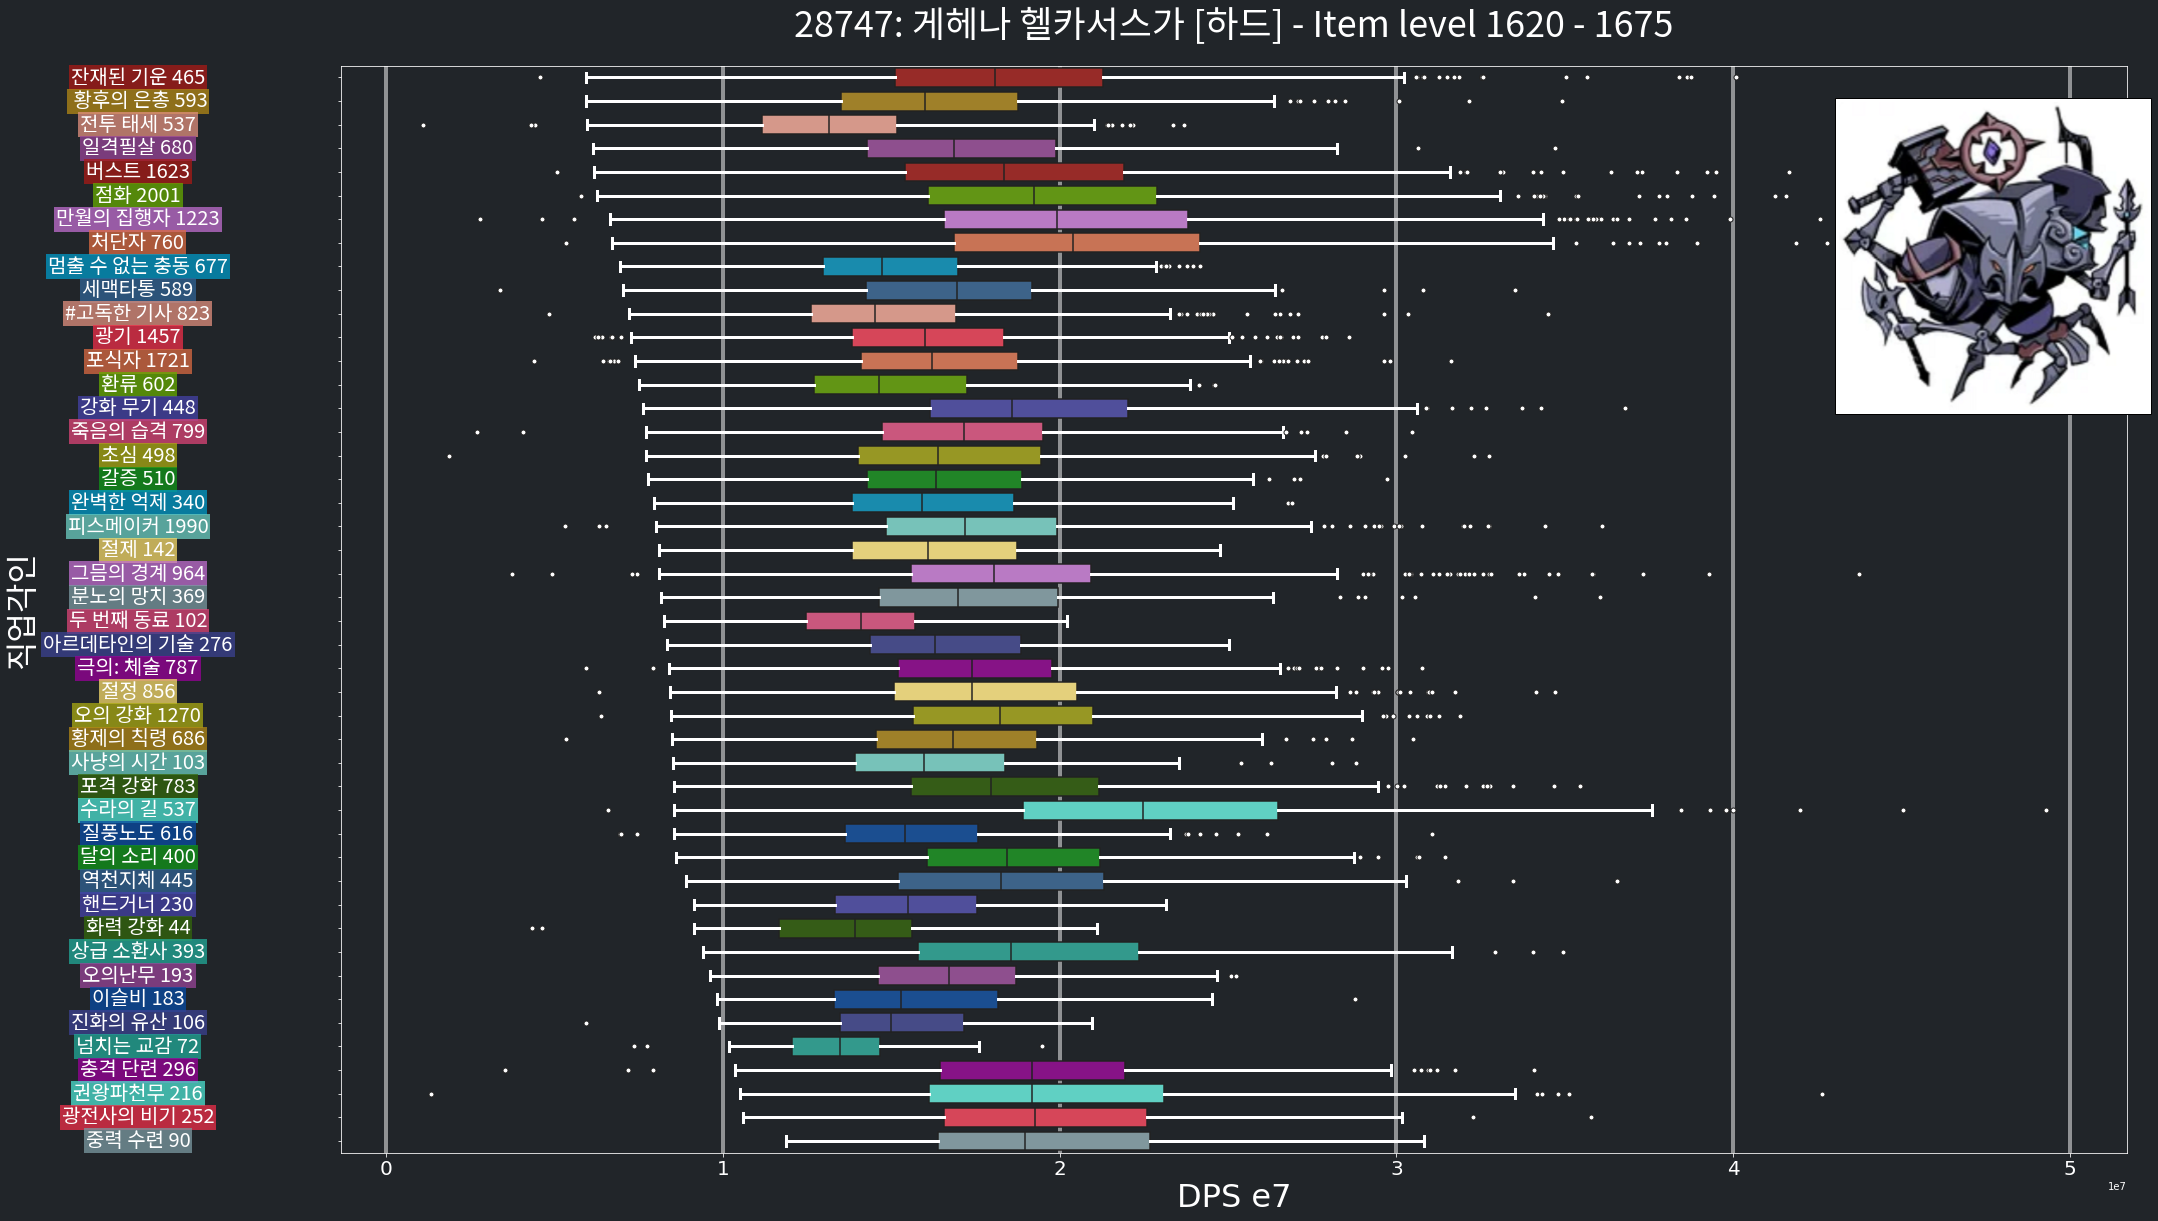 28747: 게헤나 헬카서스가 [하드] - Item level 1620 - 1675
잔재된 기운 465
황후의 은총 593
전투 태세 537
일격필살 680
버스트 1623
점화 2001
만월의 집행자 1223
처단자 760
멈출 수 없는 충동 677
세맥타통 589
#고독한 기사 823
광기 1457
포식자 1721
환류 602
강화 무기 448
죽음의 습격 799
초심 498
갈증 510
완벽한 억제 340
피스메이커 1990
절제 142
그믐의 경계 964
분노의 망치 369
두 번째 동료 102
아르데타인의 기술 276
극의: 체술 787
절정 856
오의 강화 1270
황제의 칙령 686
사냥의 시간 103
포격 강화 783
수라의 길 537
질풍노도 616
달의 소리 400
역천지체 445
핸드거너 230
화력 강화 44
상급 소환사 393
오의난무 193
이슬비 183
진화의 유산 106
넘치는 교감 72
충격 단련 296
권왕파천무 216
광전사의 비기 252
중력 수련 90
직업각인
0 1 2 3 4 5
1e7
DPS e7